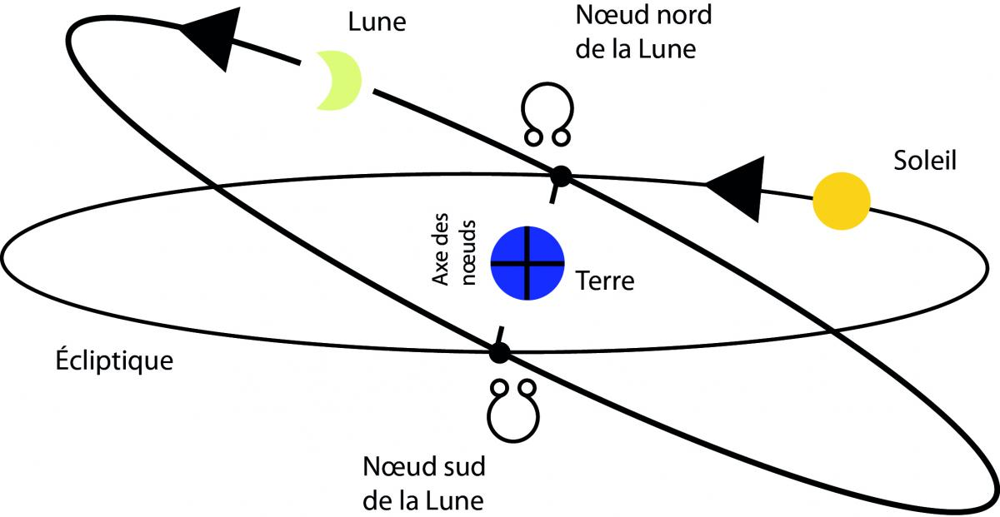 Lune
Nœud nord
de la Lune
Soleil
Axe des
nœuds
Terre
Écliptique
Nœud sud
de la Lune